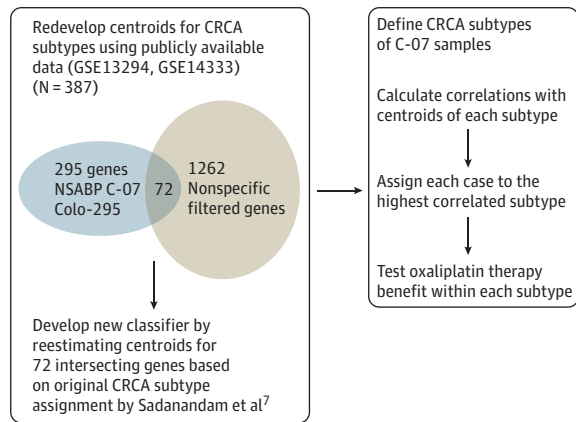 Redevelop centroids for CRCA
subtypes using publicly available
data (GSE13294, GSE14333)
(N = 387)
295 genes
NSABP C-07
Colo-295
72
1262
Nonspecific
filtered genes
Develop new classifier by
reestimating centroids for
72 intersecting genes based
on original CRCA subtype
assignment by Sadanandam et al7
Define CRCA subtypes
of C-07 samples
Calculate correlations with
centroids of each subtype
Assign each case to the
highest correlated subtype
Test oxaliplatin therapy
benefit within each subtype